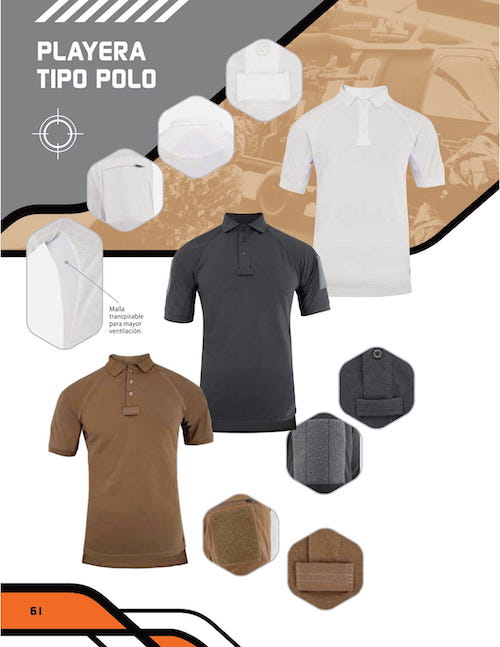 PLAYERA
TIPO POLO
Malla
transpirable
para mayor
ventilación.
61